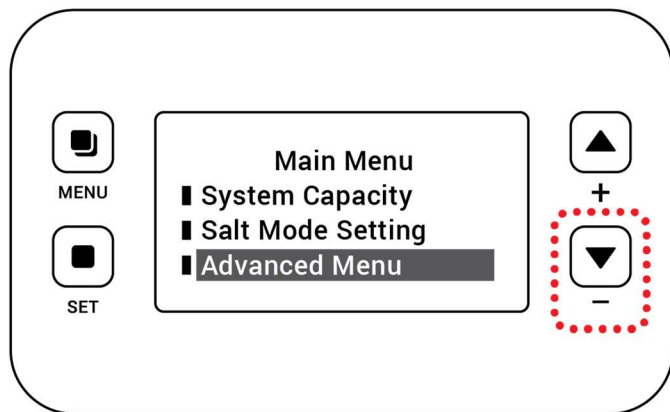 MENU
SET
Main Menu
System Capacity
Salt Mode Setting
Advanced Menu
+
−